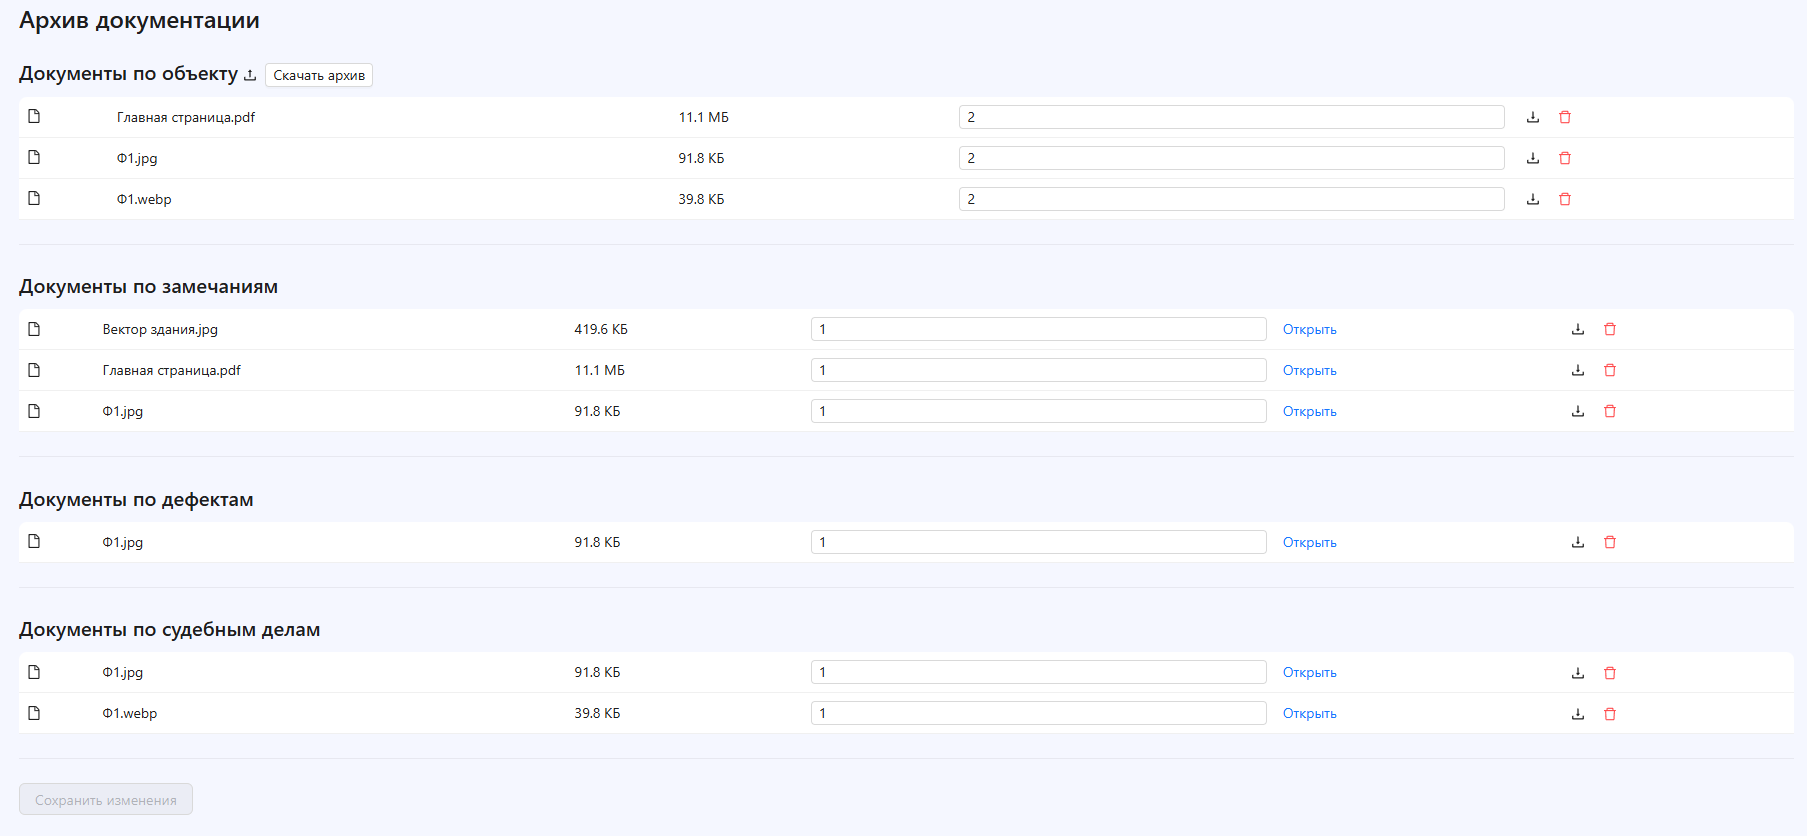 Архив документации
Документы по объекту Скачать архив
Главная страница.pdf 11.1 МБ 2
Ф1.jpg 91.8 КБ 2
Ф1.webp 39.8 КБ 2
Документы по замечаниям
Вектор здания.jpg 419.6 КБ 1 Открыть
Главная страница.pdf 11.1 МБ 1 Открыть
Ф1.jpg 91.8 КБ 1 Открыть
Документы по дефектам
Ф1.jpg 91.8 КБ 1 Открыть
Документы по судебным делам
Ф1.jpg 91.8 КБ 1 Открыть
Ф1.webp 39.8 КБ 1 Открыть
Сохранить изменения